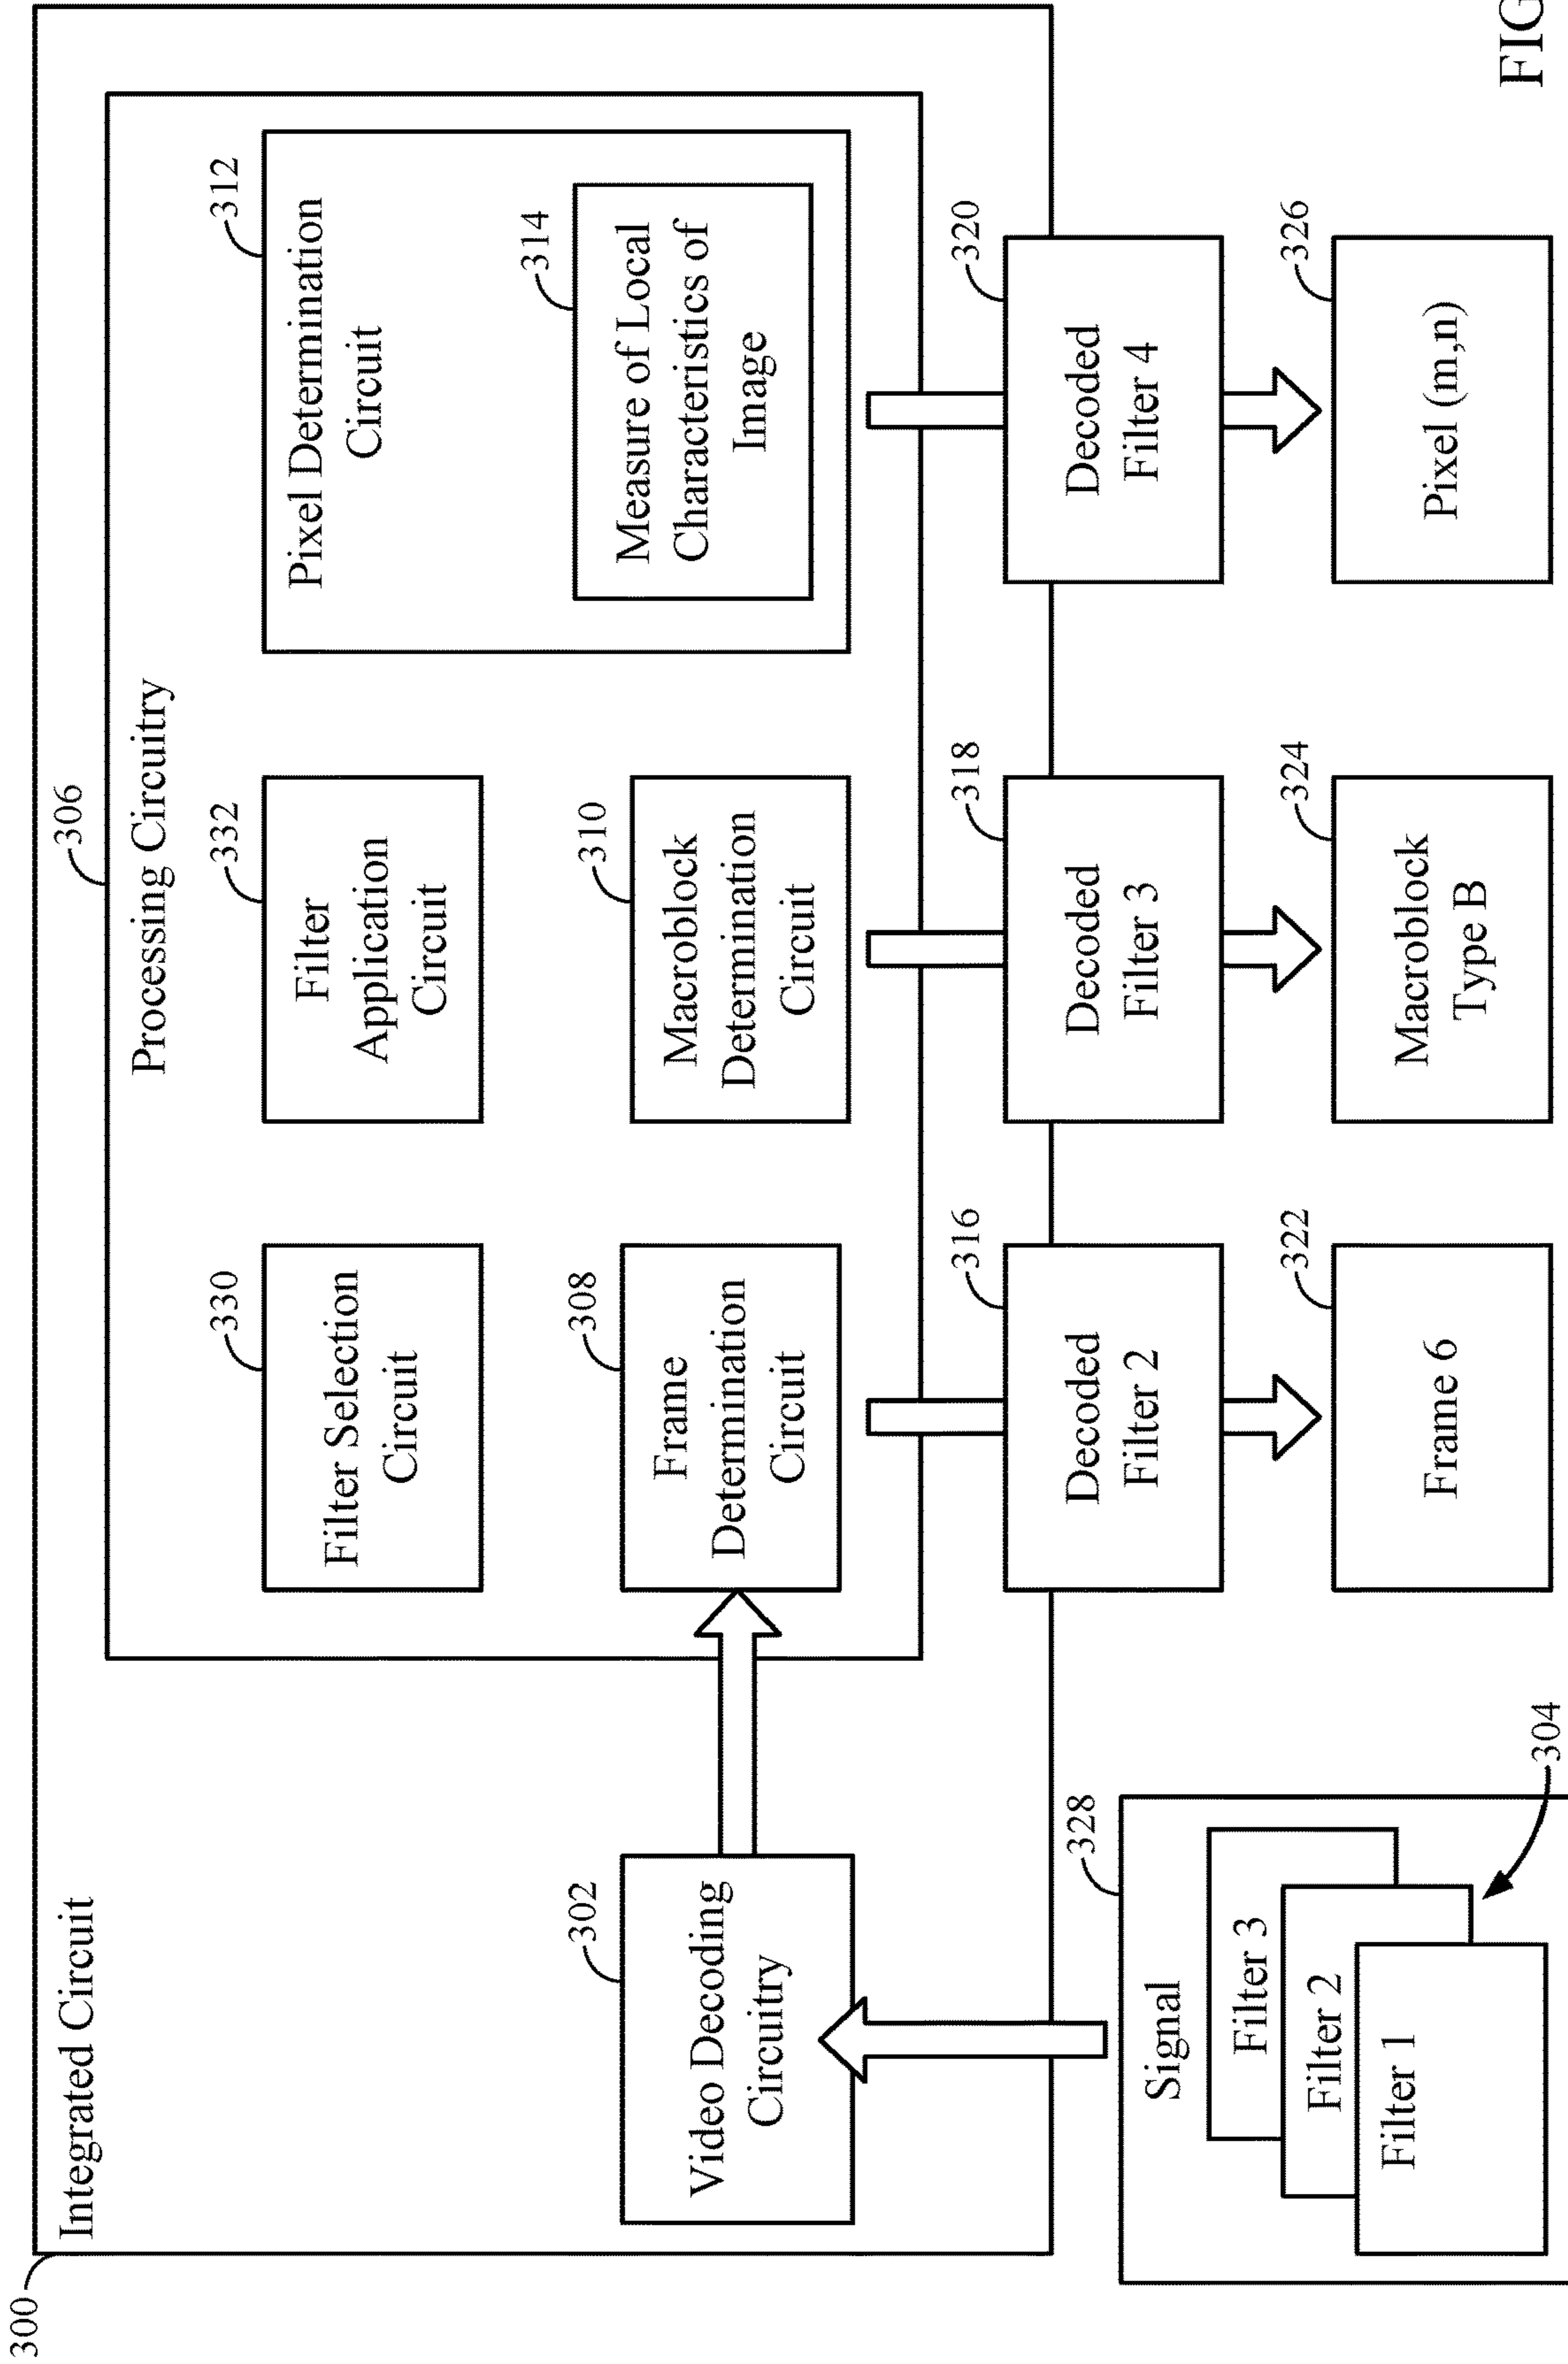 300
Integrated Circuit
306
Processing Circuitry
330
Filter Selection
Circuit
332
Filter
Application
Circuit
312
Pixel Determination
Circuit
314
Measure of Local
Characteristics of
Image
302
Video Decoding
Circuitry
308
Frame
Determination
Circuit
310
Macroblock
Determination
Circuit
328
Signal
Filter 3
Filter 2
Filter 1
304
316
Decoded
Filter 2
318
Decoded
Filter 3
320
Decoded
Filter 4
322
Frame 6
324
Macroblock
Type B
326
Pixel (m,n)
FIG